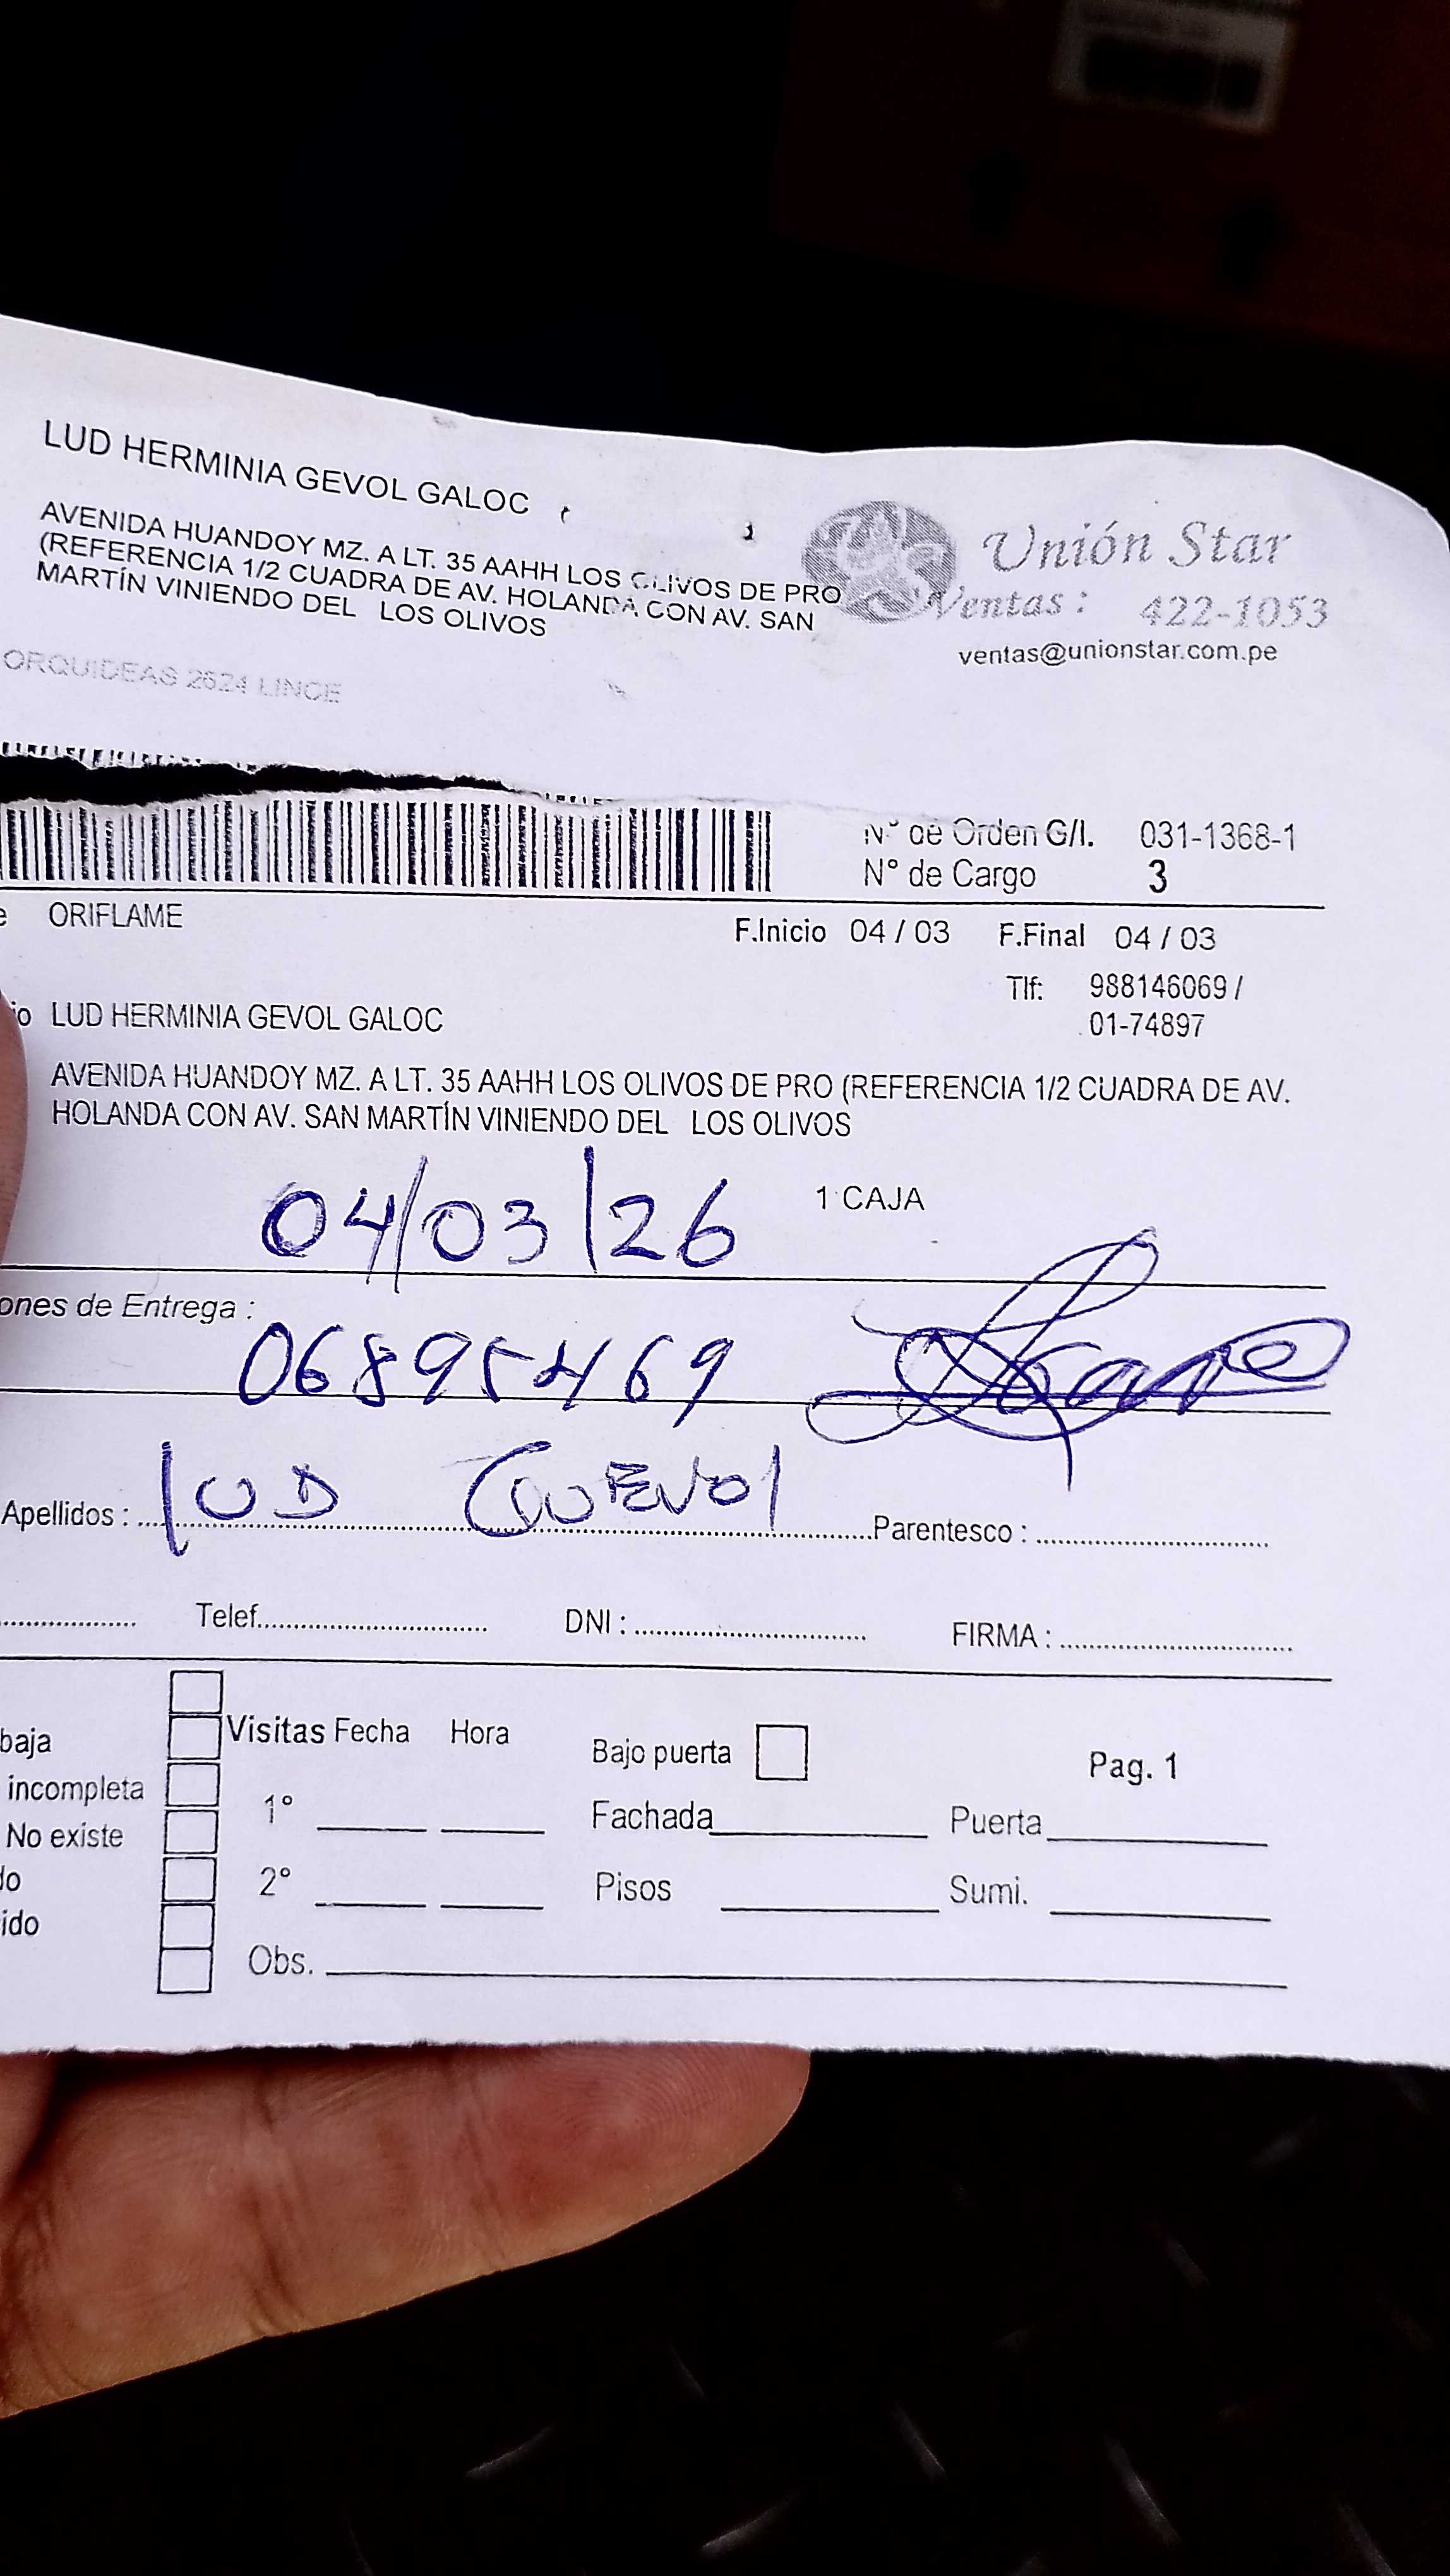 LUD HERMINIA GEVOL GALOC
AVENIDA HUANDOY MZ. A LT. 35 AAHH LOS OLIVOS DE PRO
(REFERENCIA 1/2 CUADRA DE AV. HOLANDA CON AV. SAN
MARTÍN VINIENDO DEL LOS OLIVOS
Unión Star
Ventas : 422-1053
ventas@unionstar.com.pe
ORQUIDEAS 2624 LINCE
N° de Orden G/I. 031-1368-1
N° de Cargo 3
e ORIFLAME
F.Inicio 04 / 03 F.Final 04 / 03
Tlf: 988146069 /
01-74897
io LUD HERMINIA GEVOL GALOC
AVENIDA HUANDOY MZ. A LT. 35 AAHH LOS OLIVOS DE PRO (REFERENCIA 1/2 CUADRA DE AV.
HOLANDA CON AV. SAN MARTÍN VINIENDO DEL LOS OLIVOS
04/03/26 1 CAJA
ones de Entrega :
06895469
Apellidos : LUD Parentesco :
Telef. DNI : FIRMA :
Visitas Fecha Hora
baja
Bajo puerta Pag. 1
incompleta
1° Fachada Puerta
No existe
do
2° Pisos Sumi.
ido
Obs.